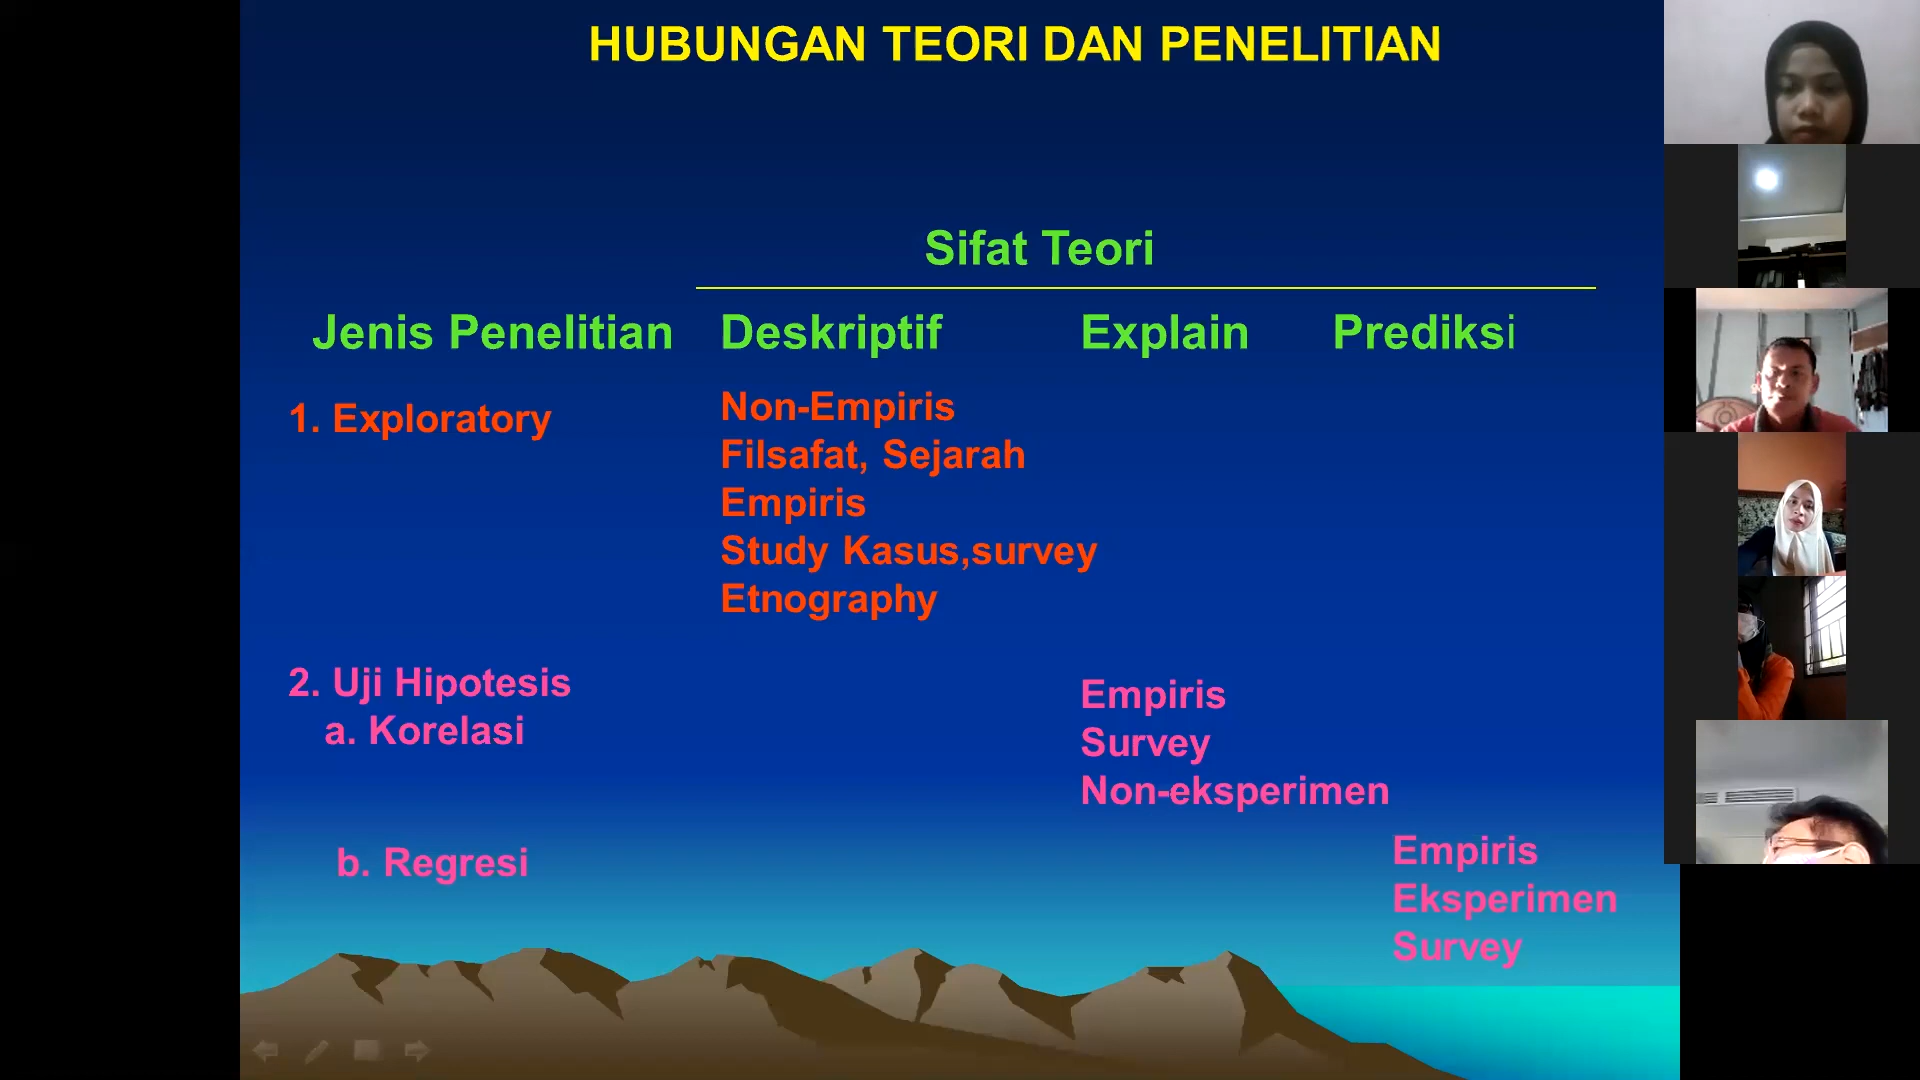 HUBUNGAN TEORI DAN PENELITIAN
Sifat Teori
Jenis Penelitian Deskriptif Explain Prediksi
1. Exploratory
Non-Empiris
Filsafat, Sejarah
Empiris
Study Kasus,survey
Etnography
2. Uji Hipotesis
a. Korelasi
Empiris
Survey
Non-eksperimen
b. Regresi
Empiris
Eksperimen
Survey